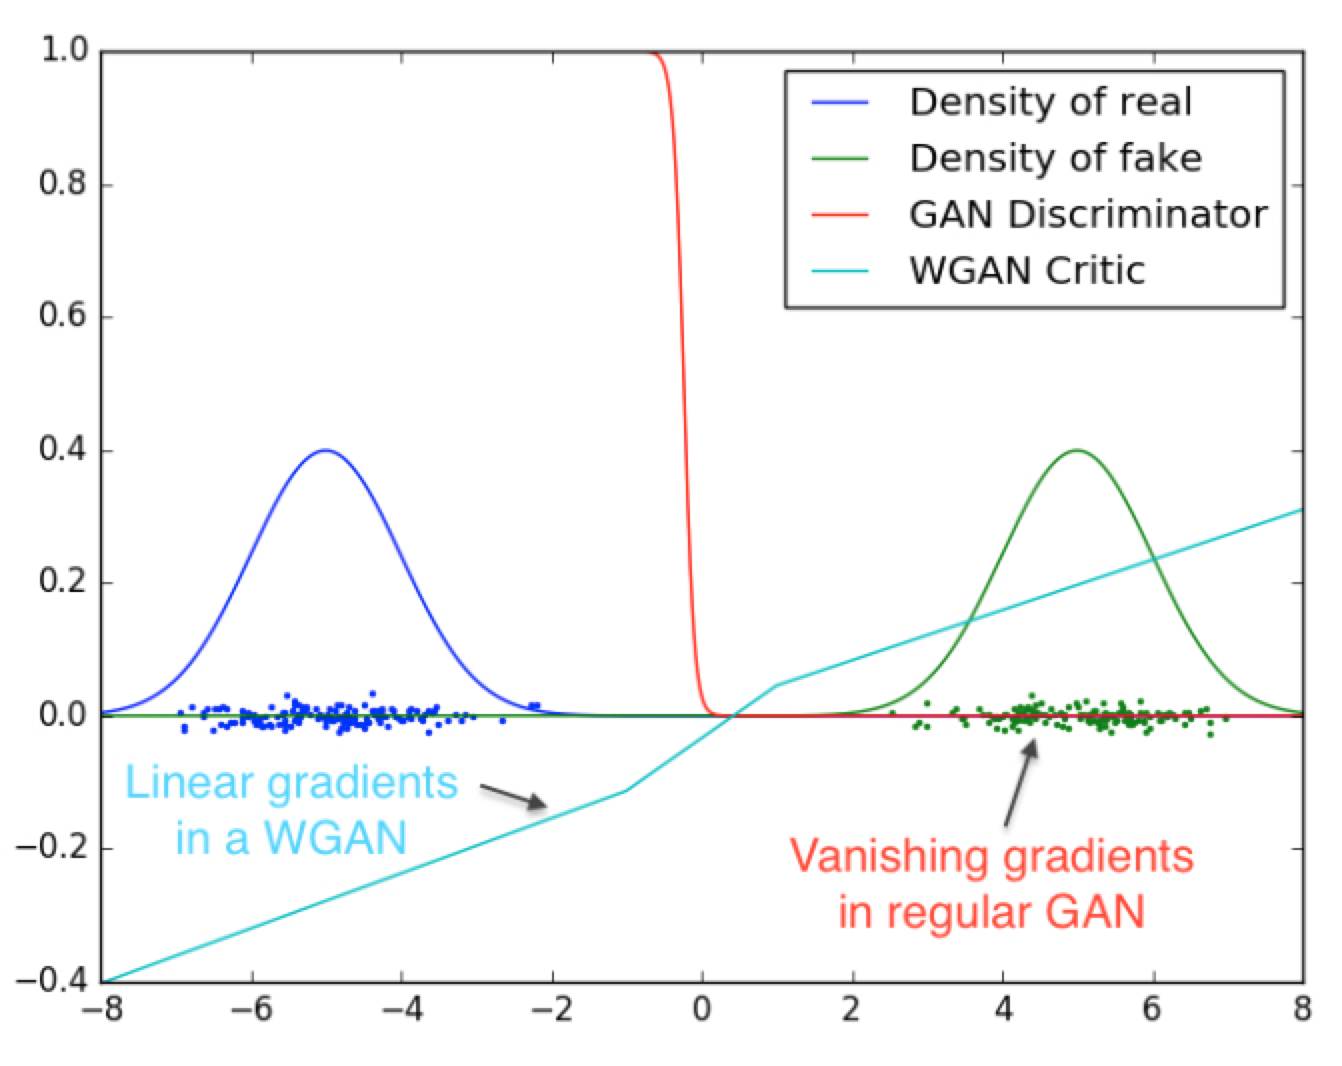 1.0
0.8
0.6
0.4
0.2
0.0
−0.2
−0.4
Density of real
Density of fake
GAN Discriminator
WGAN Critic
Linear gradients
in a WGAN
Vanishing gradients
in regular GAN
−8 −6 −4 −2 0 2 4 6 8